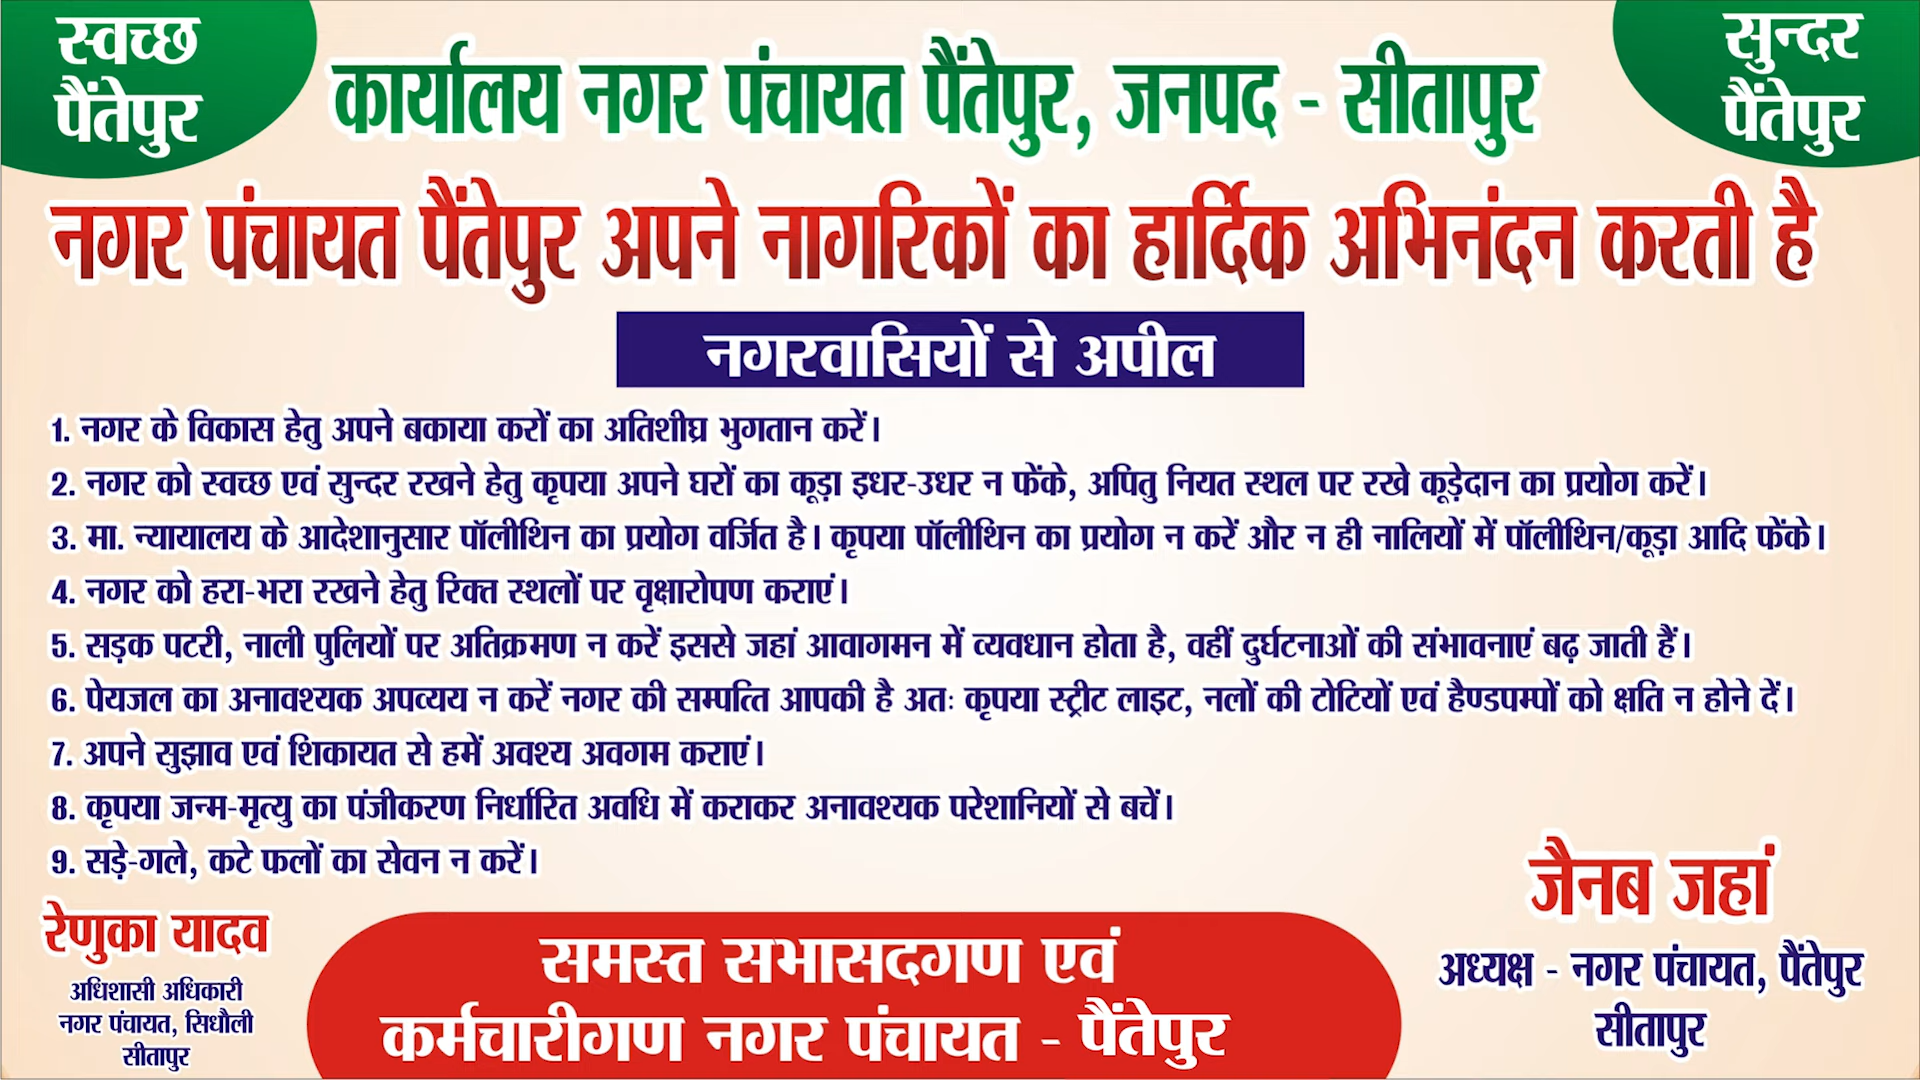 स्वच्छ
पैंतेपुर
सुन्दर
पैंतेपुर
कार्यालय नगर पंचायत पैंतेपुर, जनपद - सीतापुर
नगर पंचायत पैंतेपुर अपने नागरिकों का हार्दिक अभिनंदन करती है
नगरवासियों से अपील
1. नगर के विकास हेतु अपने बकाया करों का अतिशीघ्र भुगतान करें।
2. नगर को स्वच्छ एवं सुन्दर रखने हेतु कृपया अपने घरों का कूड़ा इधर-उधर न फेंके, अपितु नियत स्थल पर रखे कूड़ेदान का प्रयोग करें।
3. मा. न्यायालय के आदेशानुसार पॉलीथिन का प्रयोग वर्जित है। कृपया पॉलीथिन का प्रयोग न करें और न ही नालियों में पॉलीथिन/कूड़ा आदि फेंके।
4. नगर को हरा-भरा रखने हेतु रिक्त स्थलों पर वृक्षारोपण कराएं।
5. सड़क पटरी, नाली पुलियों पर अतिक्रमण न करें इससे जहां आवागमन में व्यवधान होता है, वहीं दुर्घटनाओं की संभावनाएं बढ़ जाती हैं।
6. पेयजल का अनावश्यक अपव्यय न करें नगर की सम्पत्ति आपकी है अतः कृपया स्ट्रीट लाइट, नलों की टोटियों एवं हैण्डपम्पों को क्षति न होने दें।
7. अपने सुझाव एवं शिकायत से हमें अवश्य अवगम कराएं।
8. कृपया जन्म-मृत्यु का पंजीकरण निर्धारित अवधि में कराकर अनावश्यक परेशानियों से बचें।
9. सड़े-गले, कटे फलों का सेवन न करें।
रेणुका यादव
अधिशासी अधिकारी
नगर पंचायत, सिधौली
सीतापुर
समस्त सभासदगण एवं
कर्मचारीगण नगर पंचायत - पैंतेपुर
जैनब जहां
अध्यक्ष - नगर पंचायत, पैंतेपुर
सीतापुर